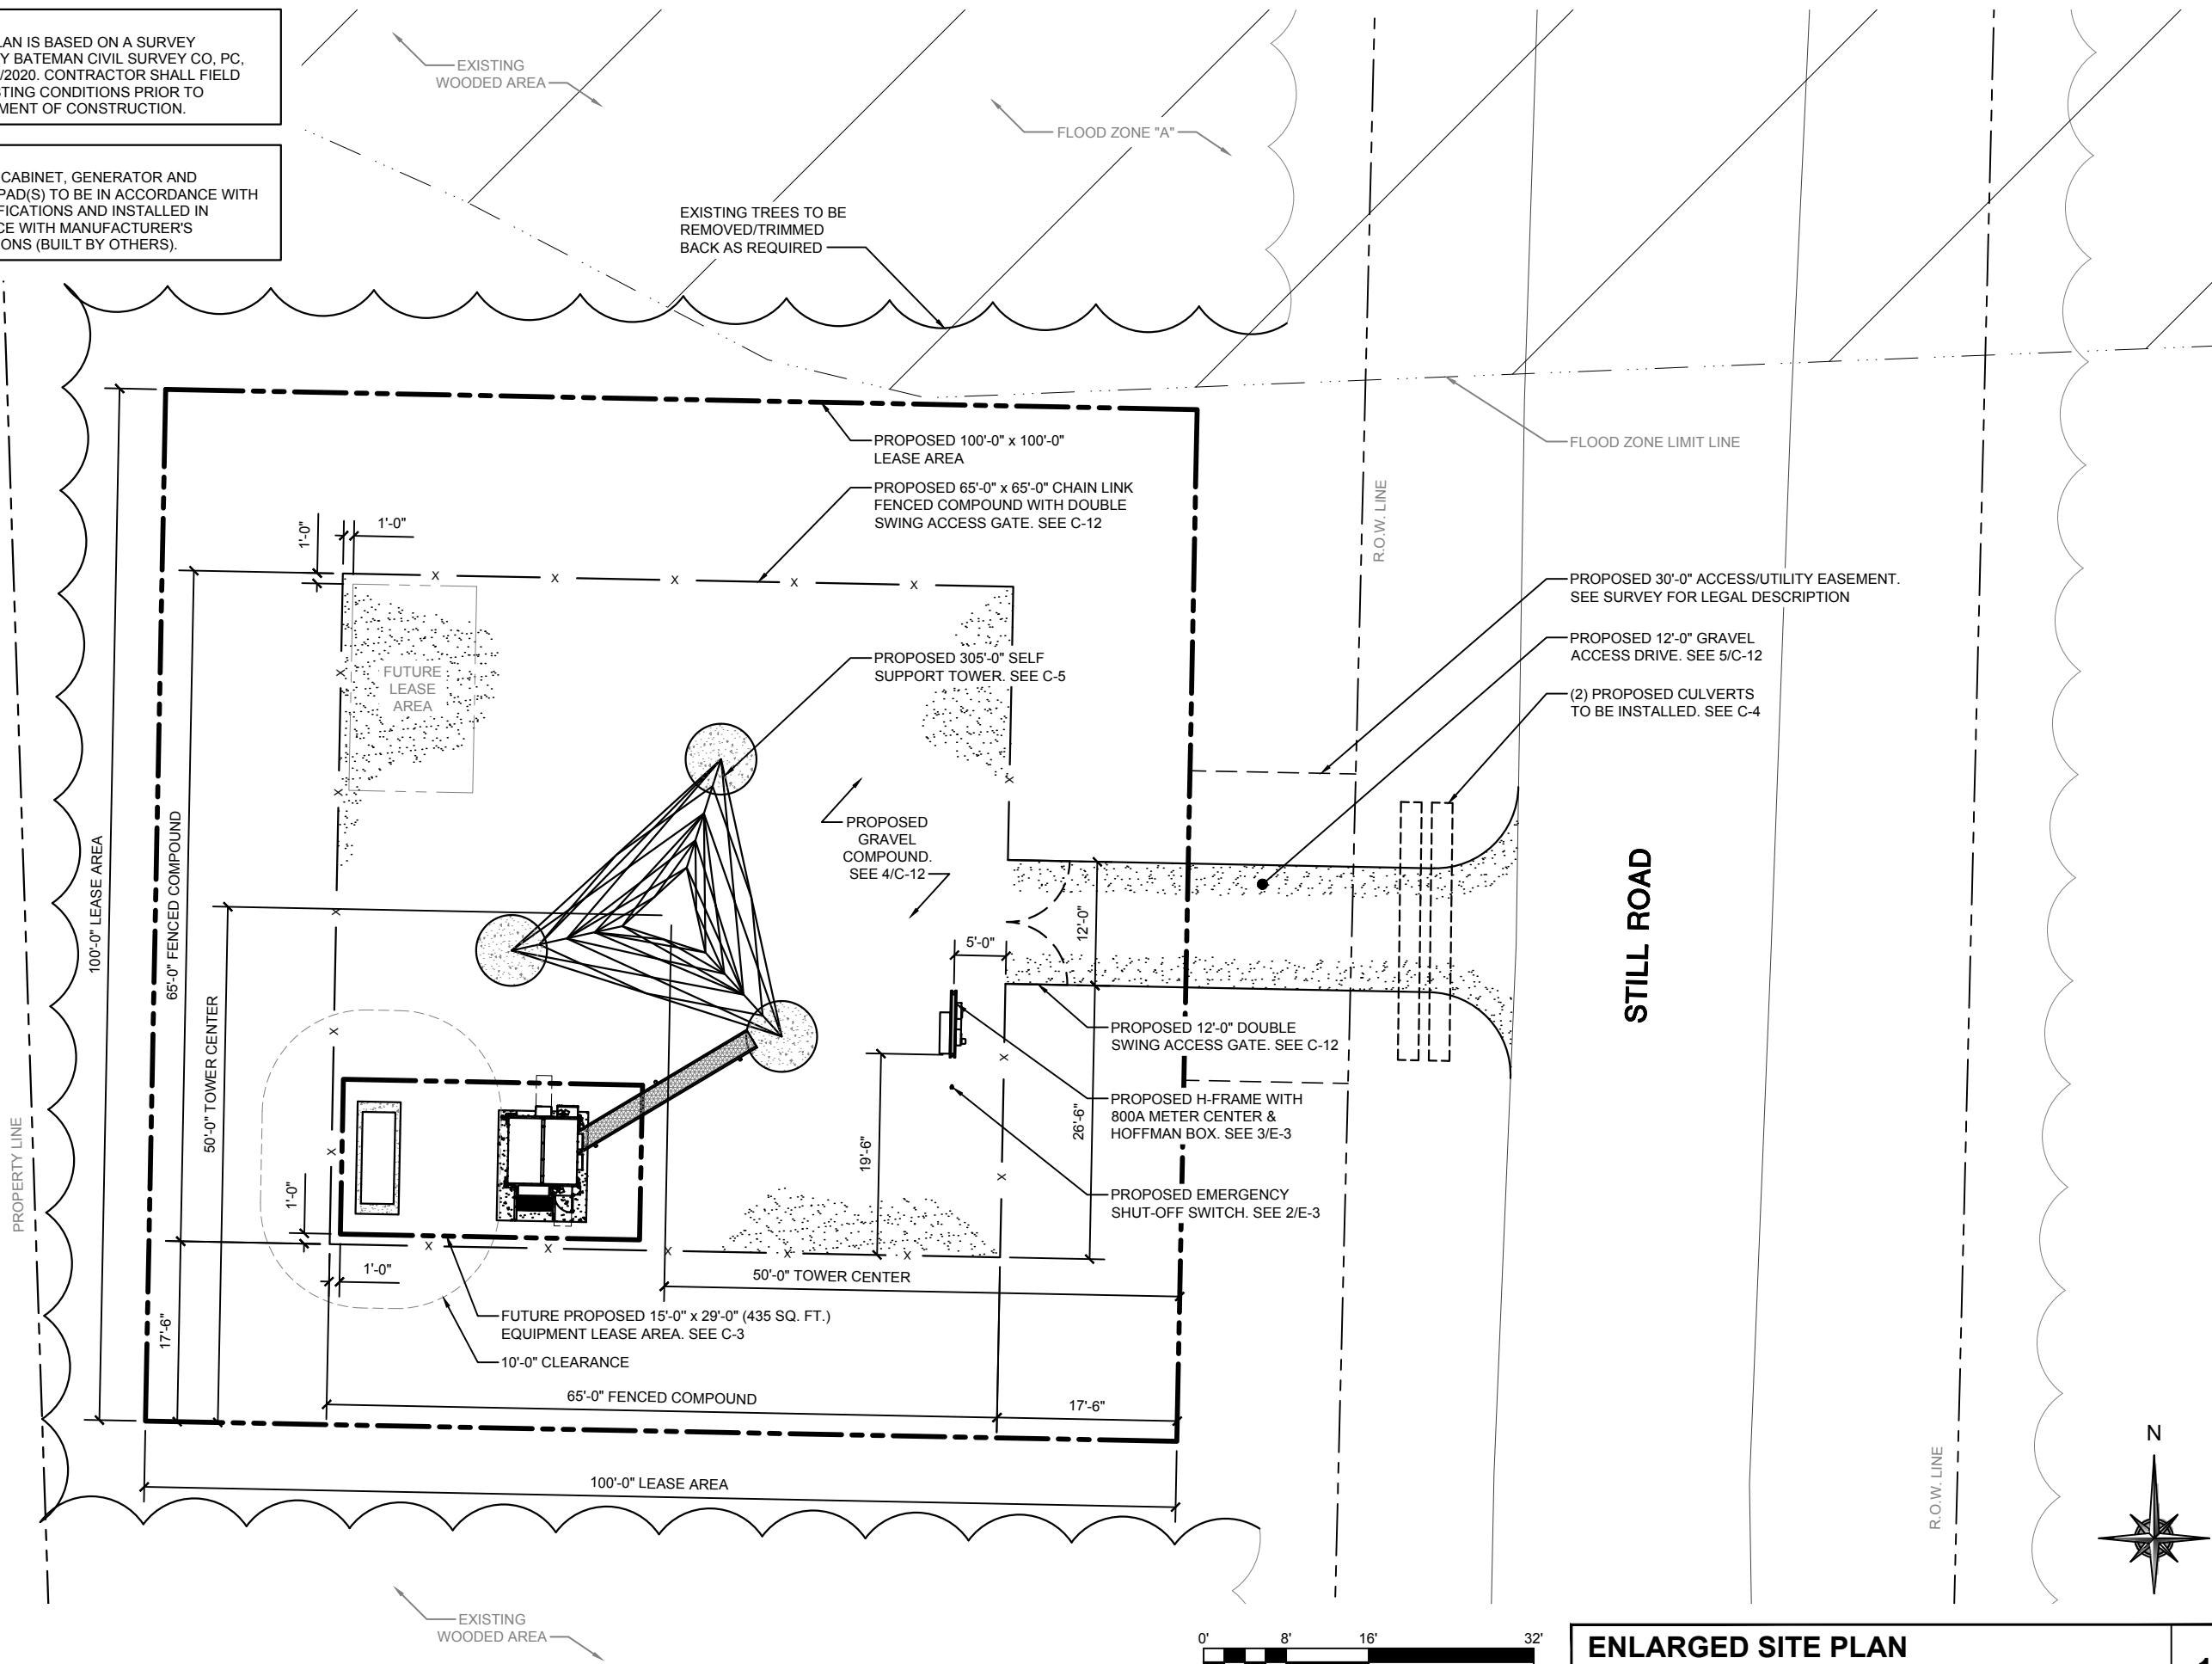 LAN IS BASED ON A SURVEY
Y BATEMAN CIVIL SURVEY CO, PC,
/2020. CONTRACTOR SHALL FIELD
STING CONDITIONS PRIOR TO
MENT OF CONSTRUCTION.
CABINET, GENERATOR AND
PAD(S) TO BE IN ACCORDANCE WITH
FICATIONS AND INSTALLED IN
CE WITH MANUFACTURER'S
ONS (BUILT BY OTHERS).
EXISTING
WOODED AREA
FLOOD ZONE "A"
EXISTING TREES TO BE
REMOVED/TRIMMED
BACK AS REQUIRED
PROPOSED 100'-0" x 100'-0"
LEASE AREA
FLOOD ZONE LIMIT LINE
PROPOSED 65'-0" x 65'-0" CHAIN LINK
FENCED COMPOUND WITH DOUBLE
SWING ACCESS GATE. SEE C-12
R.O.W. LINE
1'-0"
1'-0"
PROPOSED 30'-0" ACCESS/UTILITY EASEMENT.
SEE SURVEY FOR LEGAL DESCRIPTION
PROPOSED 12'-0" GRAVEL
ACCESS DRIVE. SEE 5/C-12
(2) PROPOSED CULVERTS
TO BE INSTALLED. SEE C-4
PROPOSED 305'-0" SELF
SUPPORT TOWER. SEE C-5
FUTURE
LEASE
AREA
PROPOSED
GRAVEL
COMPOUND.
SEE 4/C-12
100'-0" LEASE AREA
65'-0" FENCED COMPOUND
50'-0" TOWER CENTER
12'-0"
5'-0"
STILL ROAD
PROPOSED 12'-0" DOUBLE
SWING ACCESS GATE. SEE C-12
PROPOSED H-FRAME WITH
800A METER CENTER &
HOFFMAN BOX. SEE 3/E-3
26'-6"
19'-6"
PROPOSED EMERGENCY
SHUT-OFF SWITCH. SEE 2/E-3
PROPERTY LINE
1'-0"
1'-0"
50'-0" TOWER CENTER
17'-6"
FUTURE PROPOSED 15'-0" x 29'-0" (435 SQ. FT.)
EQUIPMENT LEASE AREA. SEE C-3
10'-0" CLEARANCE
65'-0" FENCED COMPOUND
17'-6"
100'-0" LEASE AREA
R.O.W. LINE
N
EXISTING
WOODED AREA
0' 8' 16' 32'
ENLARGED SITE PLAN